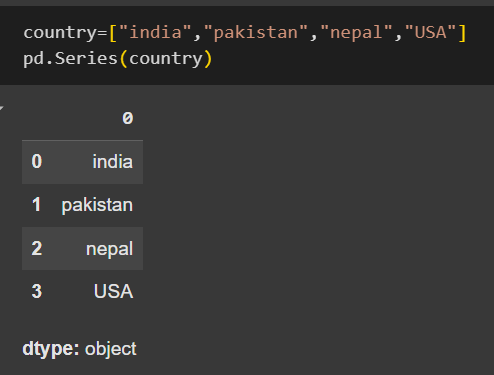 country=["india","pakistan","nepal","USA"]
pd.Series(country)
0
0 india
1 pakistan
2 nepal
3 USA
dtype: object